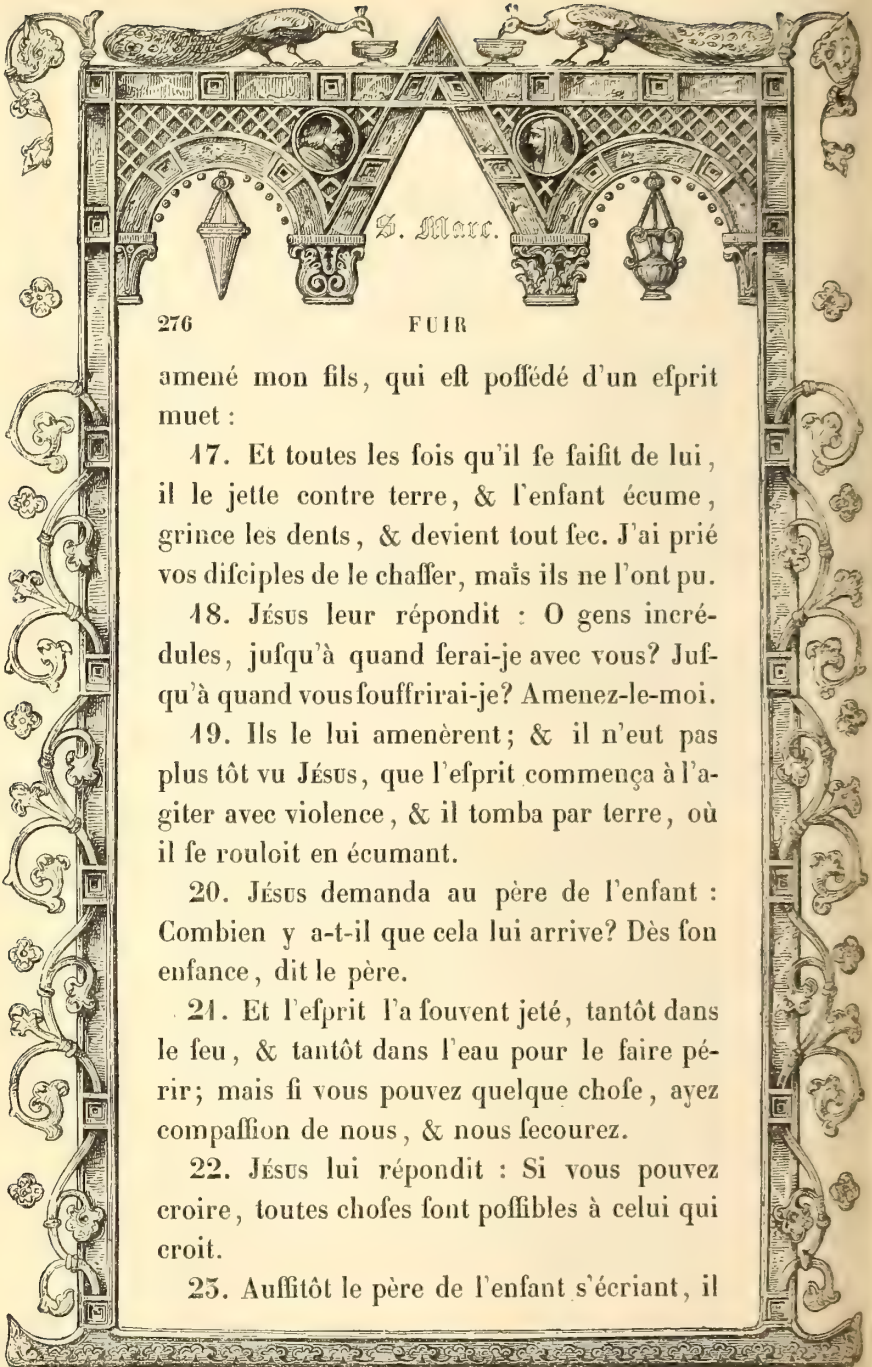 S. Marc.
276 FUIR
amené mon fils, qui eſt poſſédé d'un eſprit
muet :
17. Et toutes les fois qu'il ſe ſaiſit de lui,
il le jette contre terre, & l'enfant écume,
grince les dents, & devient tout ſec. J'ai prié
vos diſciples de le chaſſer, mais ils ne l'ont pu.
18. JÉSUS leur répondit : O gens incré-
dules, juſqu'à quand ſerai-je avec vous? Juſ-
qu'à quand vous ſouffrirai-je? Amenez-le-moi.
19. Ils le lui amenèrent; & il n'eut pas
plus tôt vu JÉSUS, que l'eſprit commença à l'a-
giter avec violence, & il tomba par terre, où
il ſe rouloit en écumant.
20. JÉSUS demanda au père de l'enfant :
Combien y a-t-il que cela lui arrive? Dès ſon
enfance, dit le père.
21. Et l'eſprit l'a ſouvent jeté, tantôt dans
le feu, & tantôt dans l'eau pour le faire pé-
rir; mais ſi vous pouvez quelque choſe, ayez
compaſſion de nous, & nous ſecourez.
22. JÉSUS lui répondit : Si vous pouvez
croire, toutes choſes ſont poſſibles à celui qui
croit.
23. Auſſitôt le père de l'enfant s'écriant, il